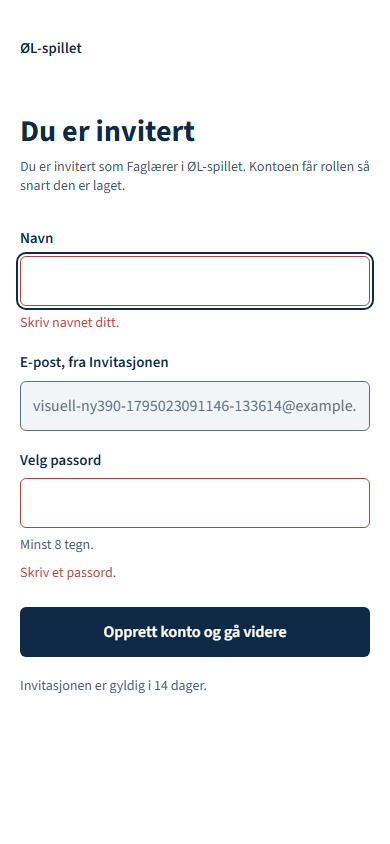 ØL-spillet
Du er invitert
Du er invitert som Faglærer i ØL-spillet. Kontoen får rollen så
snart den er laget.
Navn
Skriv navnet ditt.
E-post, fra Invitasjonen
visuell-ny390-1795023091146-133614@example.
Velg passord
Minst 8 tegn.
Skriv et passord.
Opprett konto og gå videre
Invitasjonen er gyldig i 14 dager.